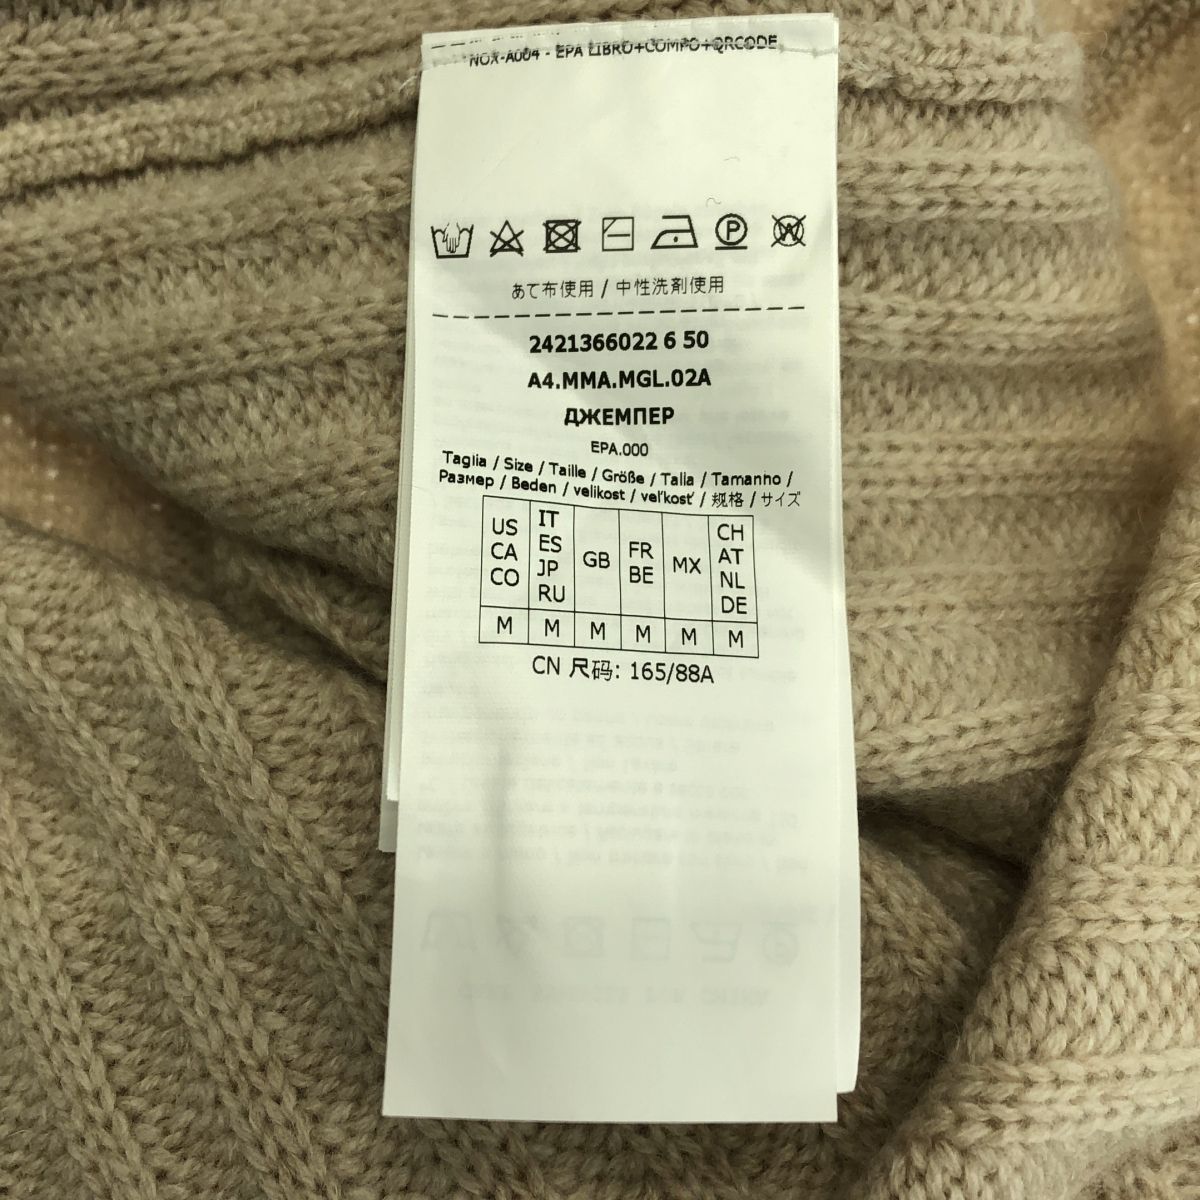 NOX-A004 - EPA LIBRO+COMPO+QRCODE
P W
あて布使用 / 中性洗剤使用
2421366022 6 50
A4.MMA.MGL.02A
ДЖЕМПЕР
EPA.000
Taglia / Size / Taille / Größe / Talla / Tamanho /
Размер / Beden / velikost / veľkosť / 规格 / サイズ
US CA CO IT ES JP RU GB FR BE MX CH AT NL DE
M M M M M M
CN 尺码: 165/88A